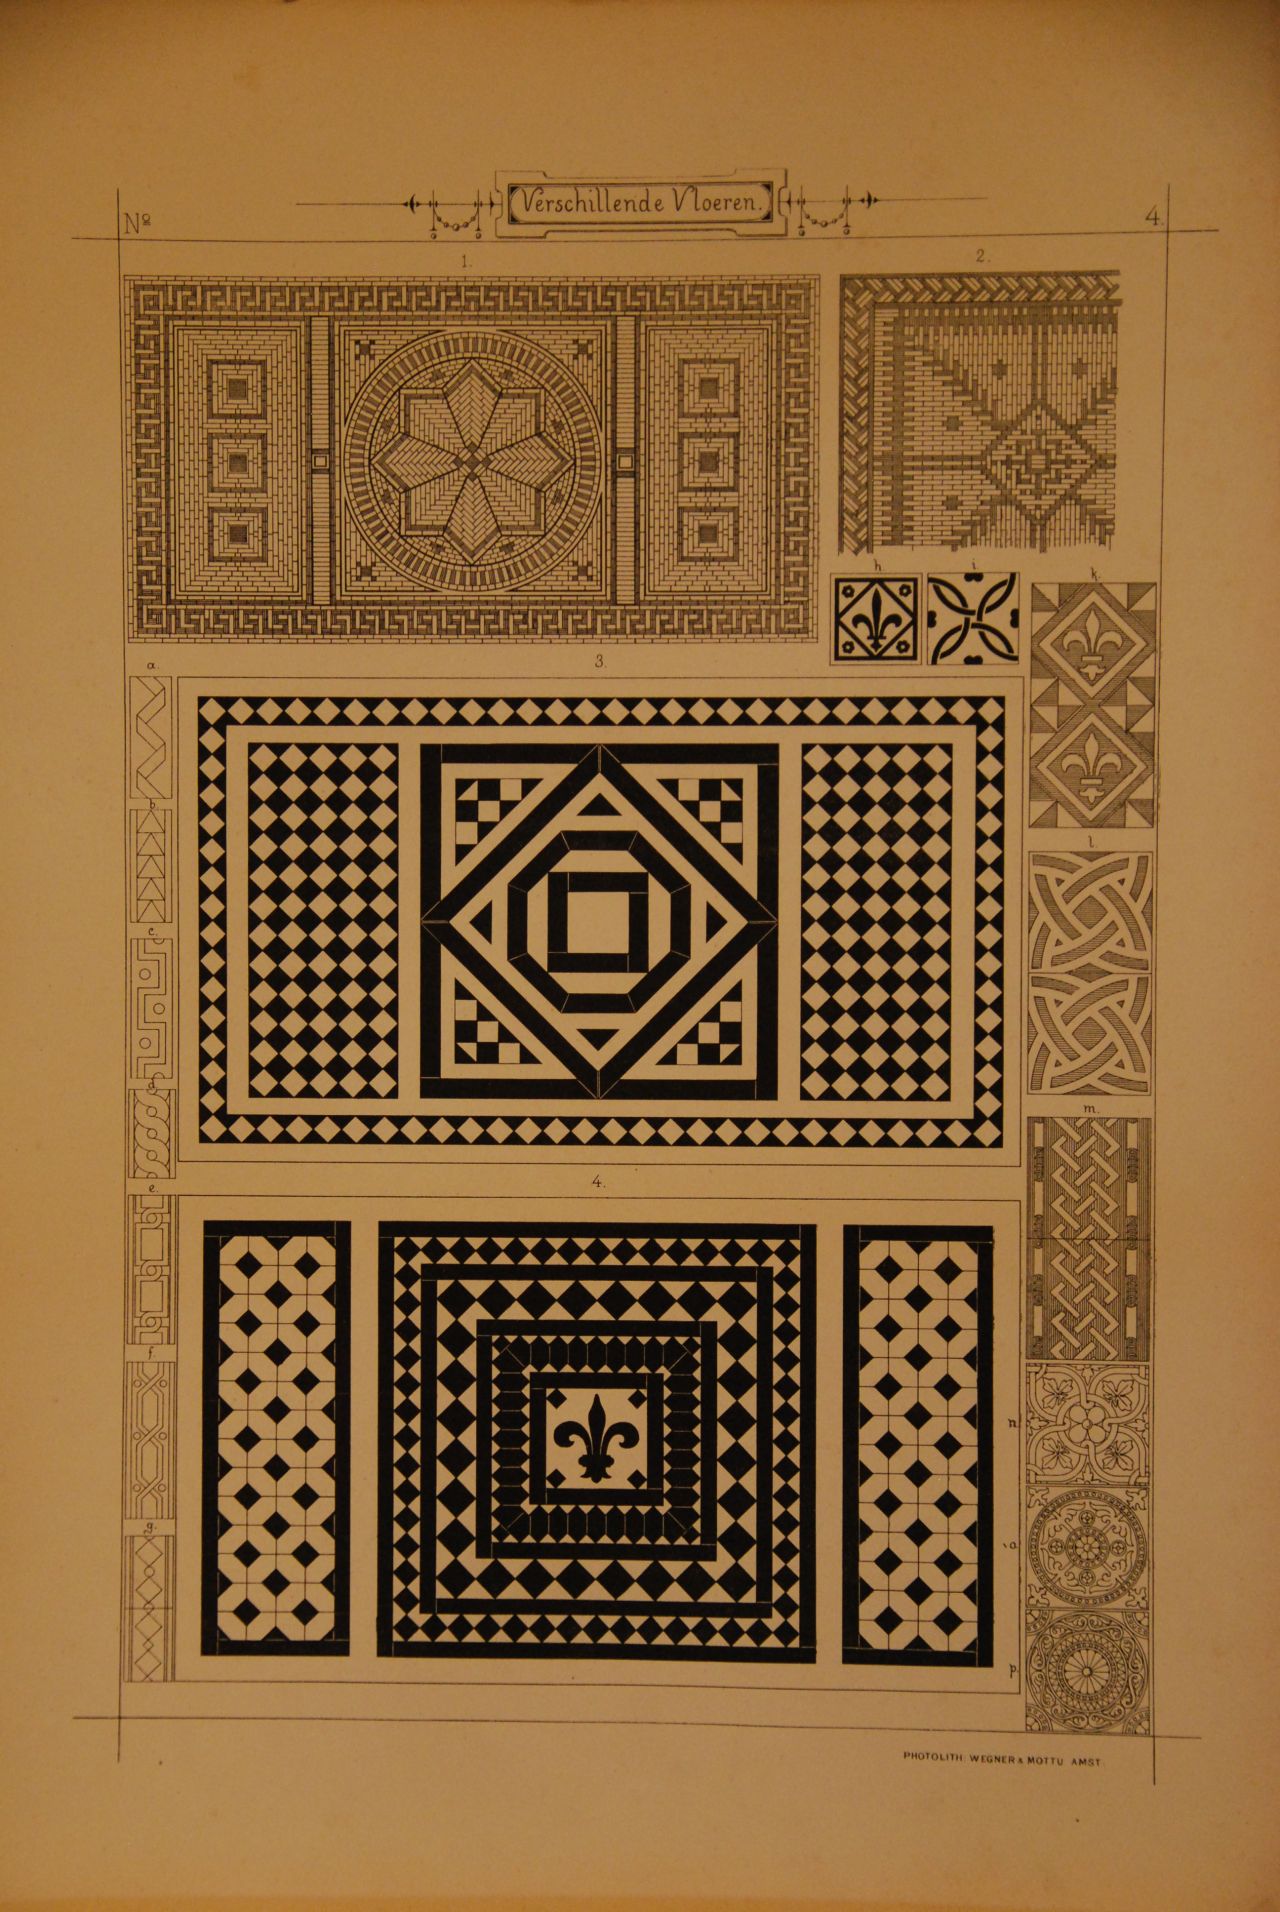 Verschillende Vloeren.
Nº 4.
1.
2.
h.
i.
k.
a.
3.
b.
l.
c.
d.
m.
4.
e.
f.
n.
g.
o.
p.
PHOTOLITH: WEGNER & MOTTU AMST.